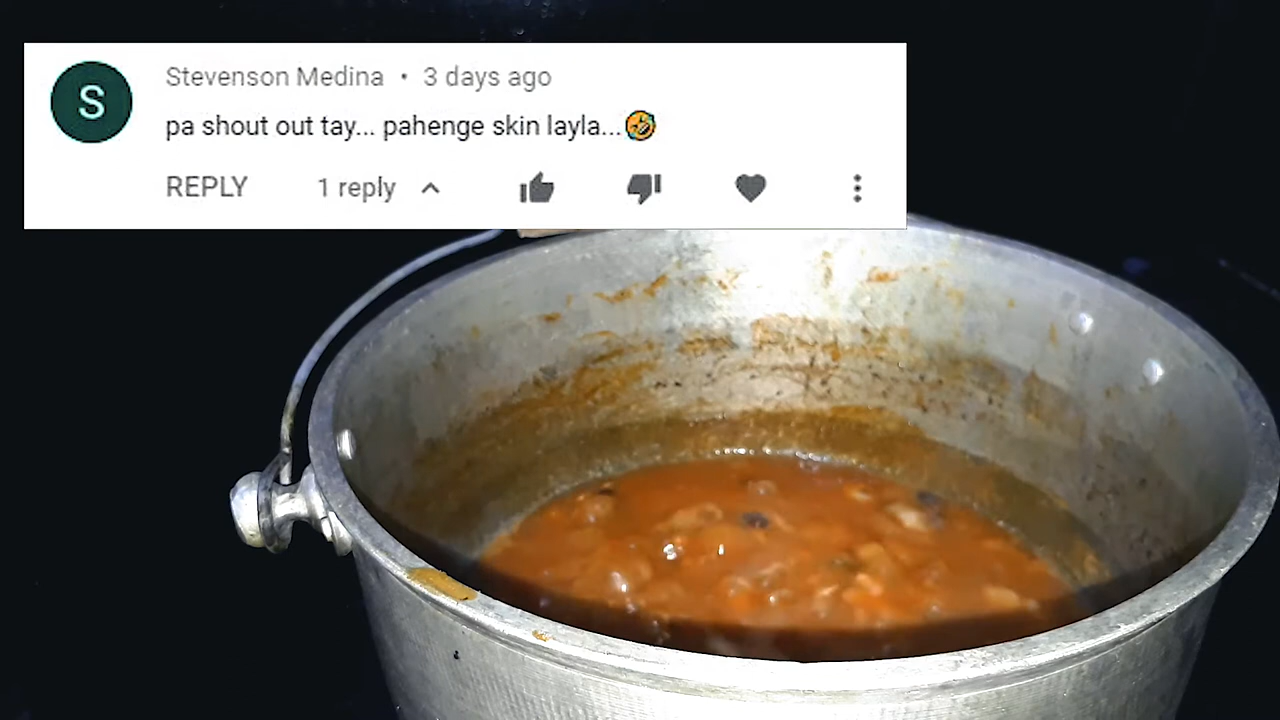 S
Stevenson Medina • 3 days ago
pa shout out tay... pahenge skin layla...🤣
REPLY 1 reply